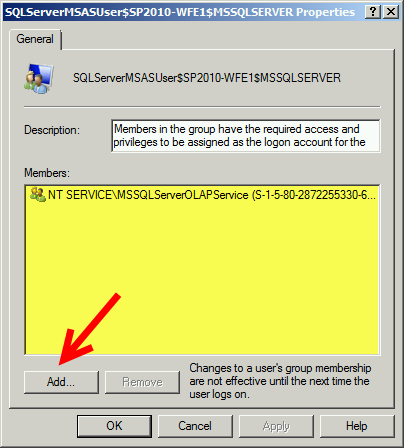 SQLServerMSASUser$SP2010-WFE1$MSSQLSERVER Properties
General
SQLServerMSASUser$SP2010-WFE1$MSSQLSERVER
Description:
Members in the group have the required access and
privileges to be assigned as the logon account for the
Members:
NT SERVICE\MSSQLServerOLAPService (S-1-5-80-2872255330-6...
Add...
Remove
Changes to a user's group membership
are not effective until the next time the
user logs on.
OK
Cancel
Apply
Help